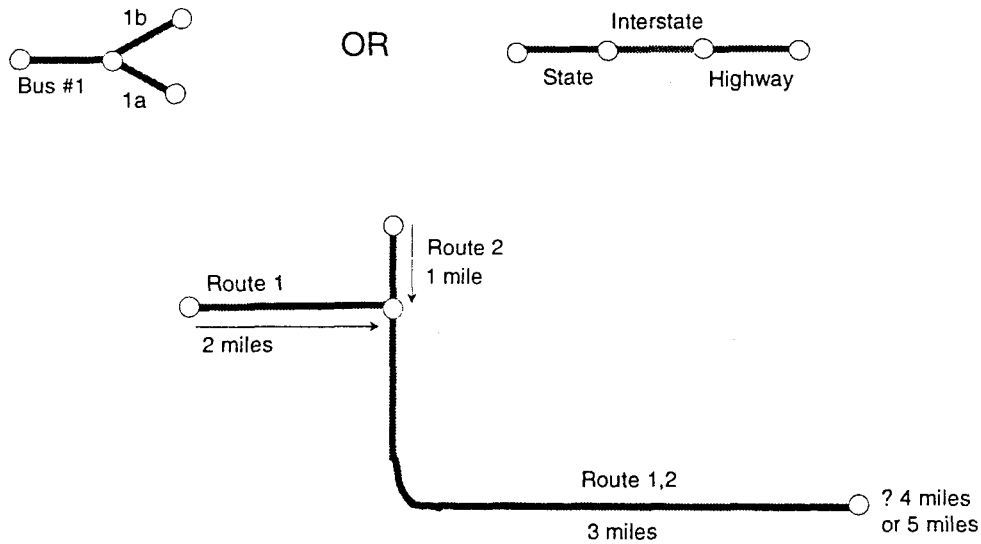 1b
Bus #1
1a
OR
Interstate
State
Highway
Route 2
1 mile
Route 1
2 miles
Route 1,2
3 miles
? 4 miles
or 5 miles